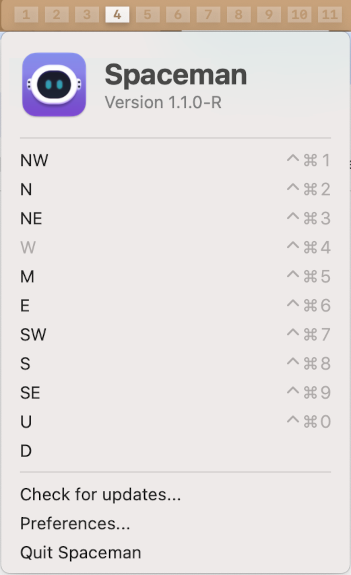 1 2 3 4 5 6 7 8 9 10 11
Spaceman
Version 1.1.0-R
NW ^⌘1
N ^⌘2
NE ^⌘3
W ^⌘4
M ^⌘5
E ^⌘6
SW ^⌘7
S ^⌘8
SE ^⌘9
U ^⌘0
D
Check for updates...
Preferences...
Quit Spaceman